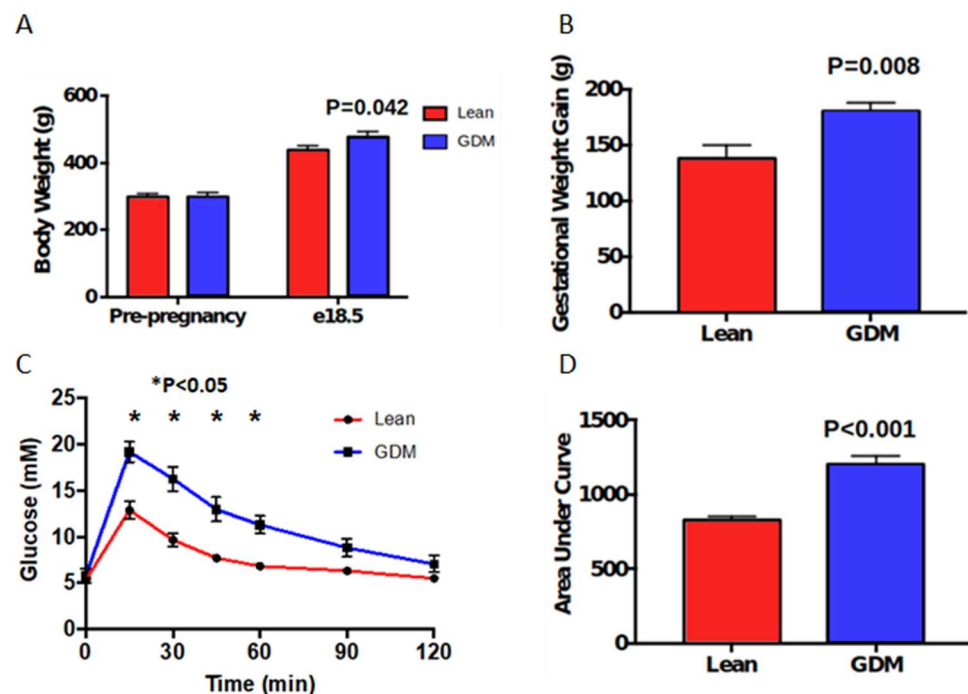 A
600
400
200
0
Body Weight (g)
P=0.042
Lean
GDM
Pre-pregnancy
e18.5
B
200
150
100
50
0
Gestational Weight Gain (g)
P=0.008
Lean
GDM
C
*P<0.05
* * * *
25
20
15
10
5
0
Glucose (mM)
Lean
GDM
0 30 60 90 120
Time (min)
D
1500
1000
500
0
Area Under Curve
P<0.001
Lean
GDM